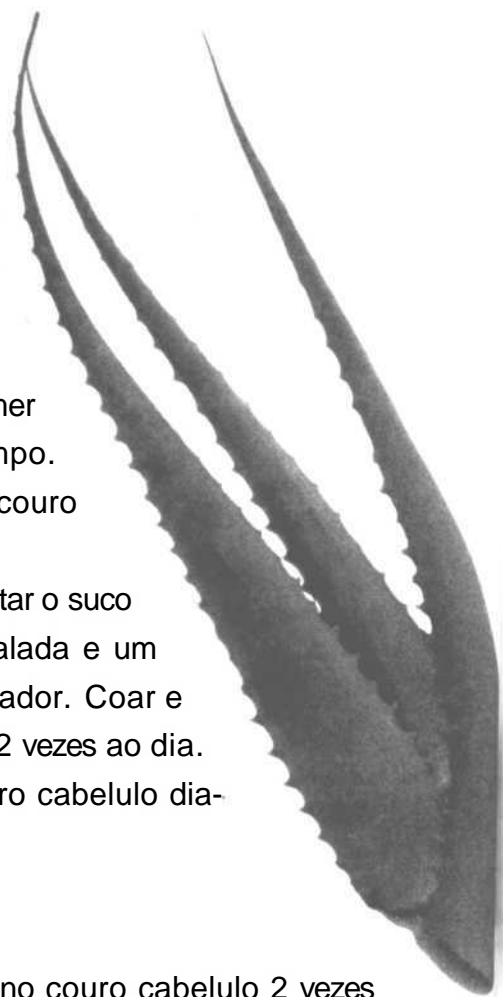 her
npo.
couro
tar o suco
alada e um
ador. Coar e
2 vezes ao dia.
ro cabelulo dia-
no couro cabelulo 2 vezes